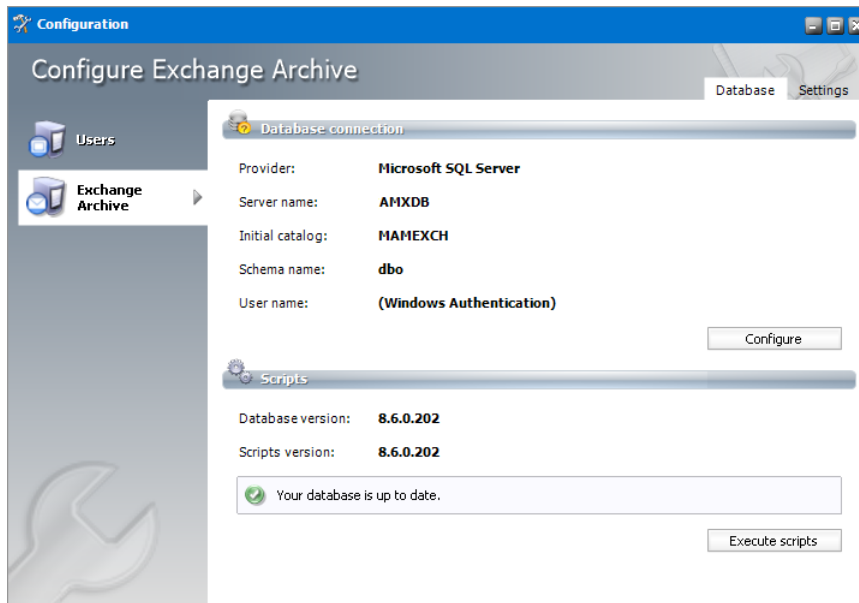 Configuration
Configure Exchange Archive
Database Settings
Users
Exchange
Archive
Database connection
Provider: Microsoft SQL Server
Server name: AMXDB
Initial catalog: MAMEXCH
Schema name: dbo
User name: (Windows Authentication)
Configure
Scripts
Database version: 8.6.0.202
Scripts version: 8.6.0.202
Your database is up to date.
Execute scripts